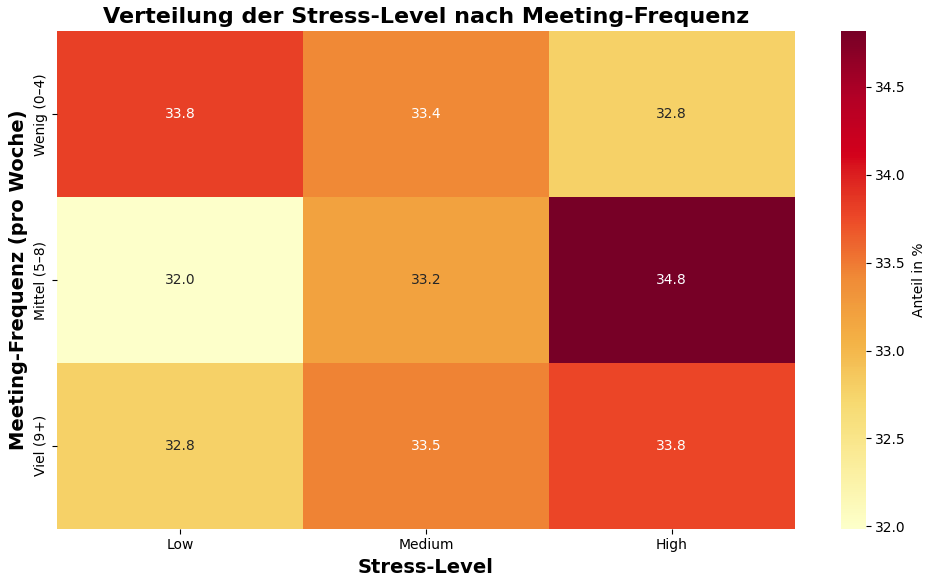 Verteilung der Stress-Level nach Meeting-Frequenz
Meeting-Frequenz (pro Woche)
Wenig (0–4)
33.8
33.4
32.8
Mittel (5–8)
32.0
33.2
34.8
Viel (9+)
32.8
33.5
33.8
Low
Medium
High
Stress-Level
34.5
34.0
33.5
33.0
32.5
32.0
Anteil in %